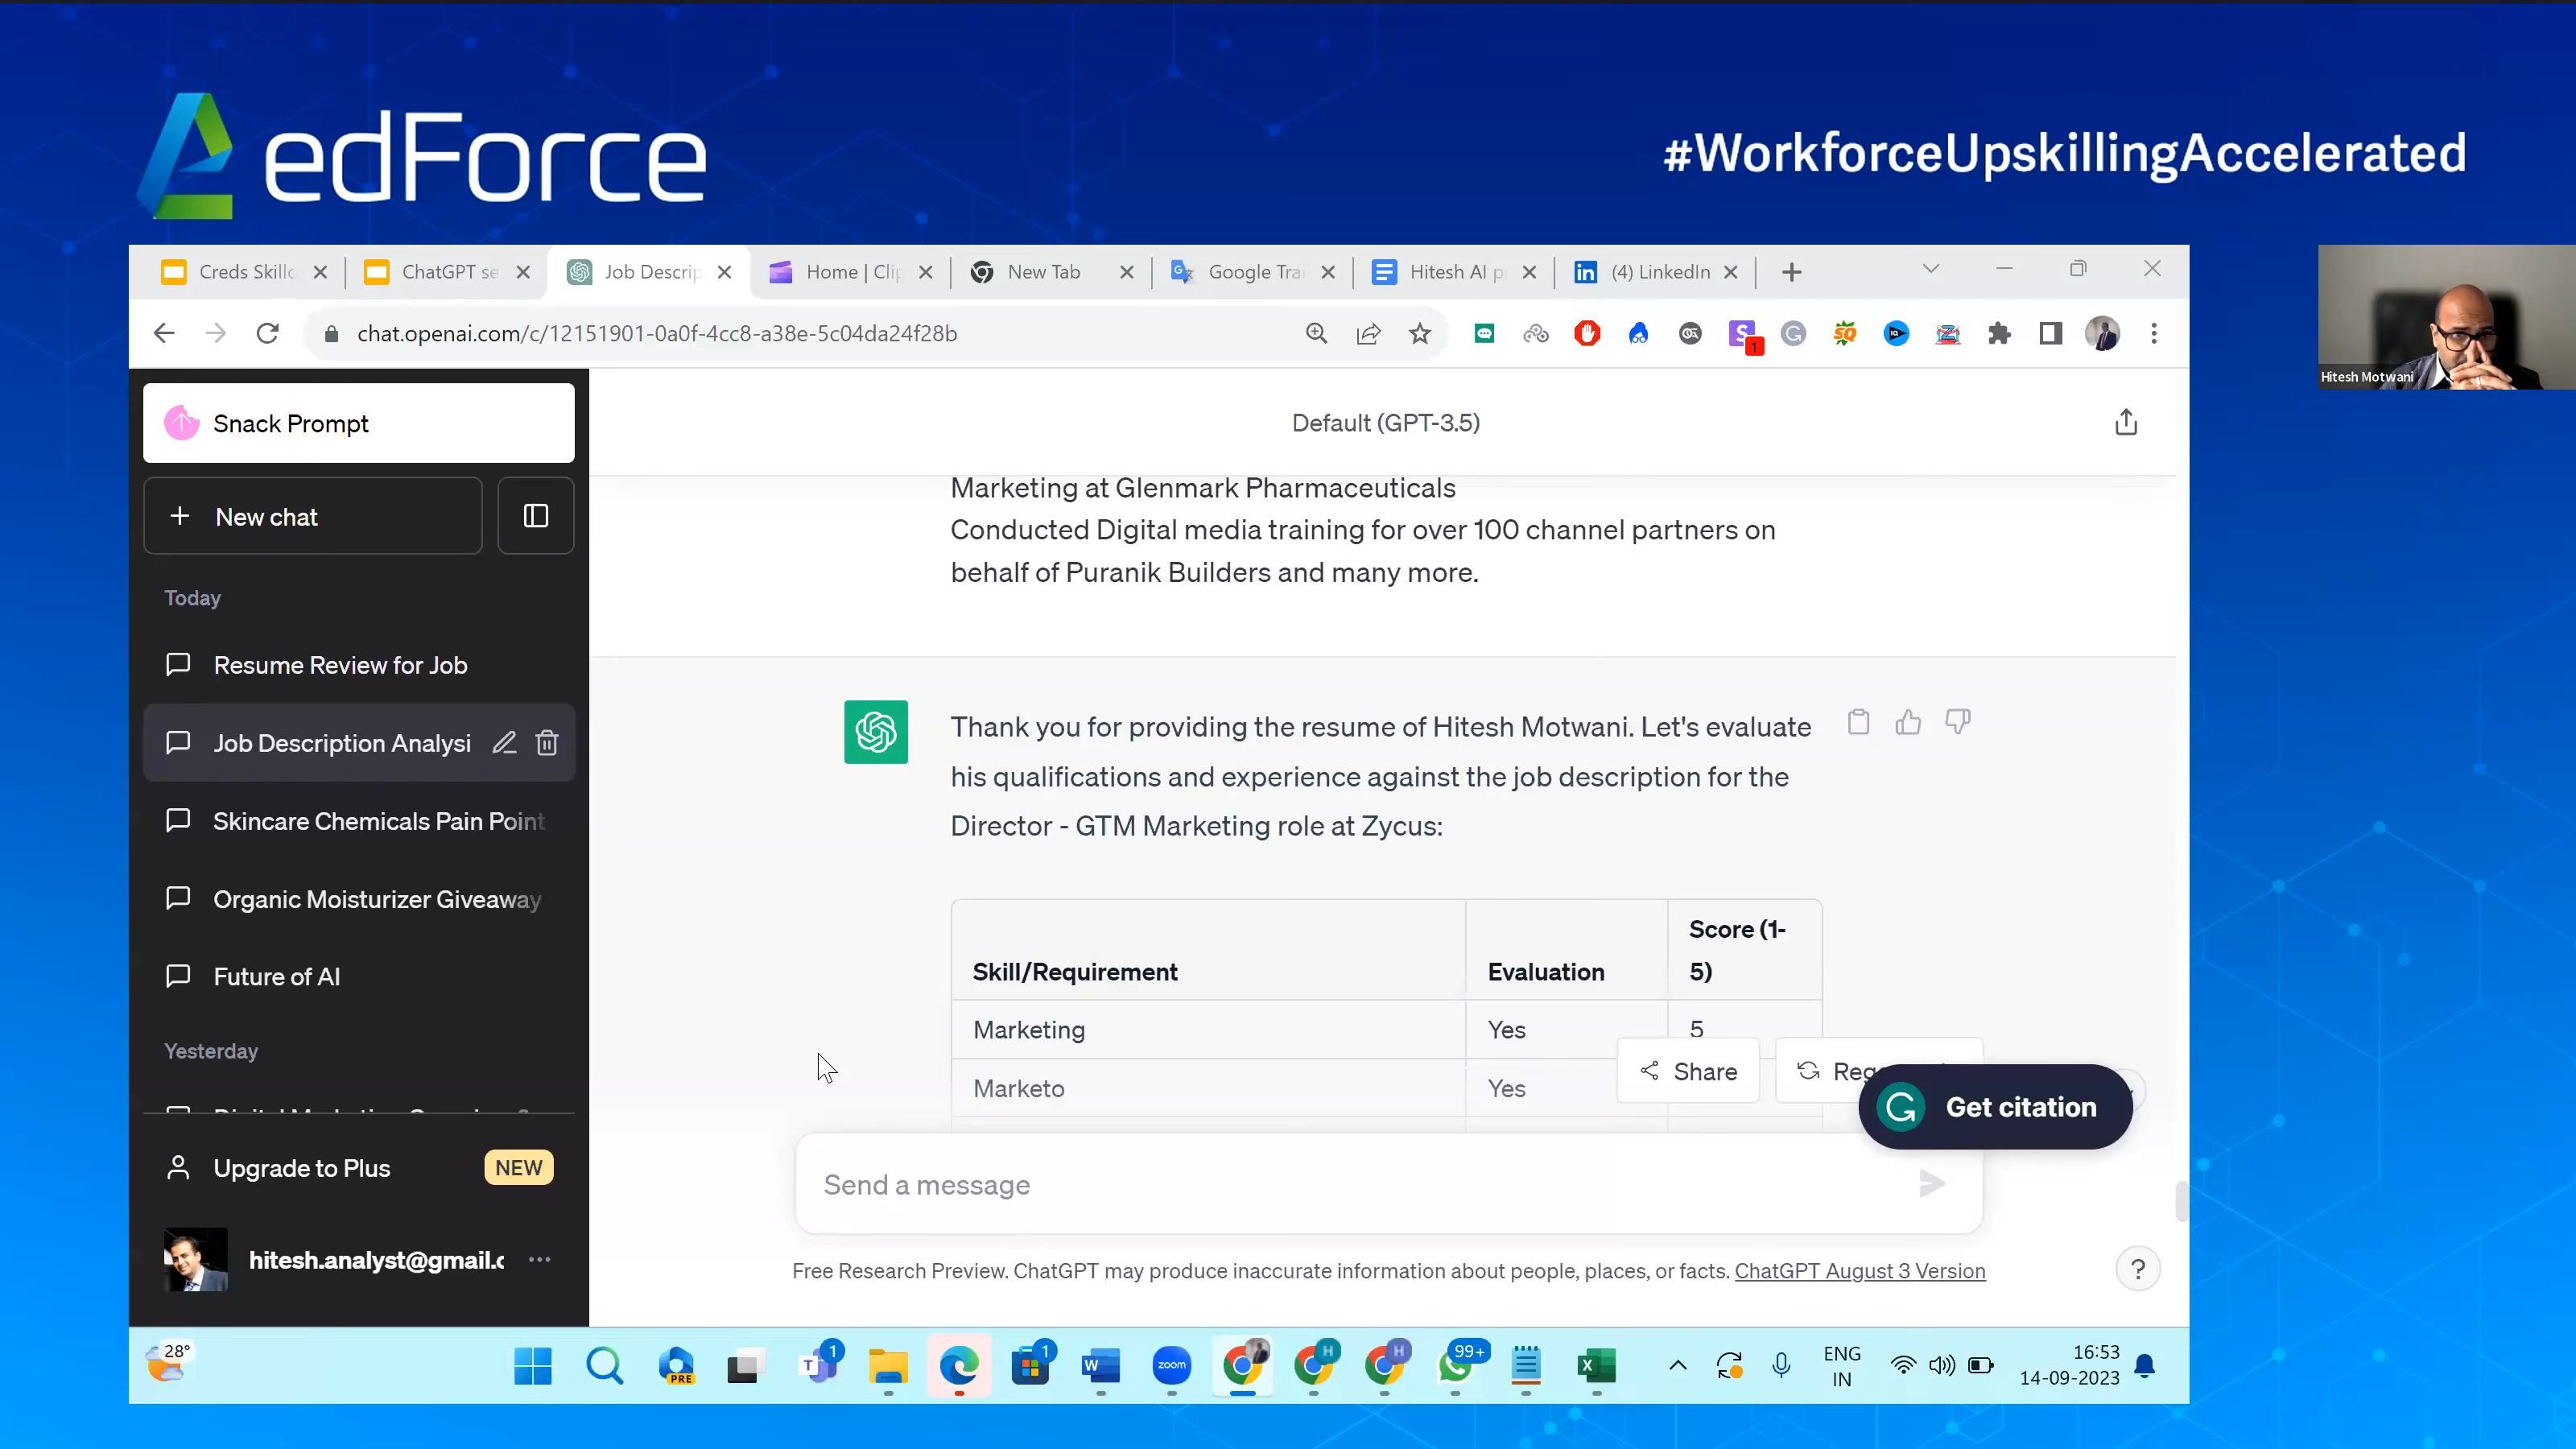 edForce
#WorkforceUpskillingAccelerated
Creds Skillc
ChatGPT se
Job Descrip
Home | Clip
New Tab
Google Tra
Hitesh AI p
(4) LinkedIn
chat.openai.com/c/12151901-0a0f-4cc8-a38e-5c04da24f28b
1
Hitesh Motwani
Snack Prompt
New chat
Today
Resume Review for Job
Job Description Analysi
Skincare Chemicals Pain Point
Organic Moisturizer Giveaway
Future of AI
Yesterday
Upgrade to Plus
NEW
hitesh.analyst@gmail.c
Default (GPT-3.5)
Marketing at Glenmark Pharmaceuticals
Conducted Digital media training for over 100 channel partners on
behalf of Puranik Builders and many more.
Thank you for providing the resume of Hitesh Motwani. Let's evaluate
his qualifications and experience against the job description for the
Director - GTM Marketing role at Zycus:
Skill/Requirement Evaluation Score (1-
5)
Marketing Yes 5
Marketo Yes
Share
Reg
Get citation
Send a message
Free Research Preview. ChatGPT may produce inaccurate information about people, places, or facts. ChatGPT August 3 Version
?
28°
PRE
1
1
zoom
99+
ENG
IN
16:53
14-09-2023